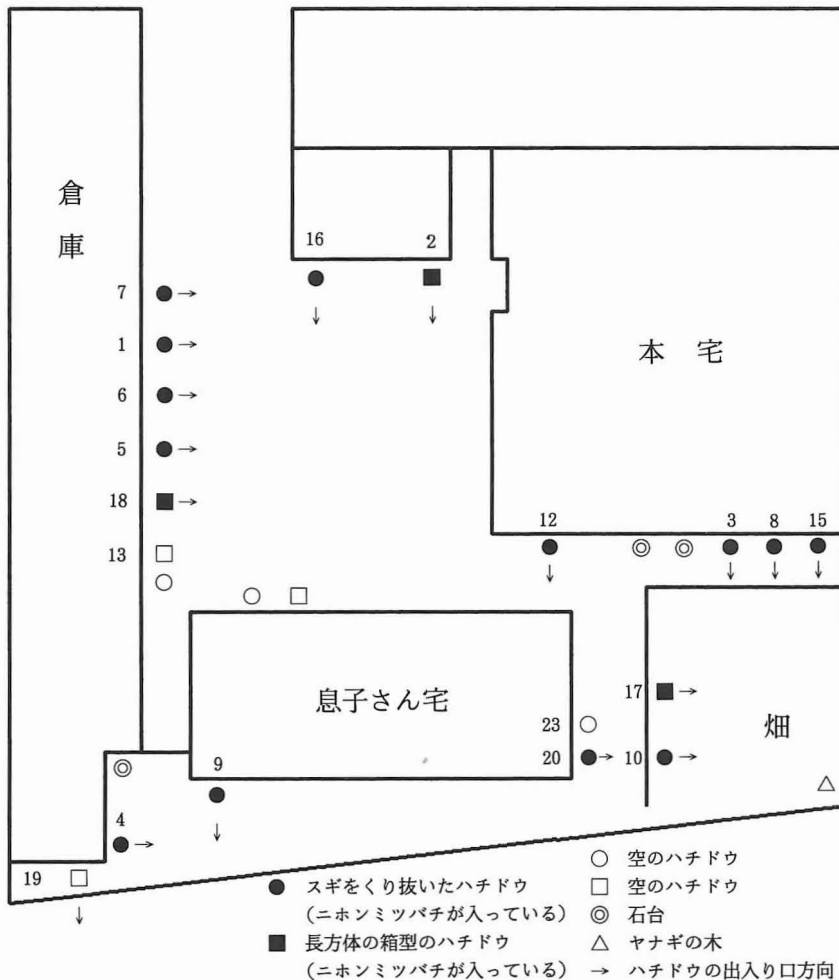 倉庫
16
2
7
1
6
5
18
13
本宅
12
3
8
15
息子さん宅
17
畑
23
20
10
9
4
19
→
● スギをくり抜いたハチドウ
(ニホンミツバチが入っている)
■ 長方体の箱型のハチドウ
(ニホンミツバチが入っている)
○ 空のハチドウ
□ 空のハチドウ
◎ 石台
△ ヤナギの木
→ ハチドウの出入り口方向